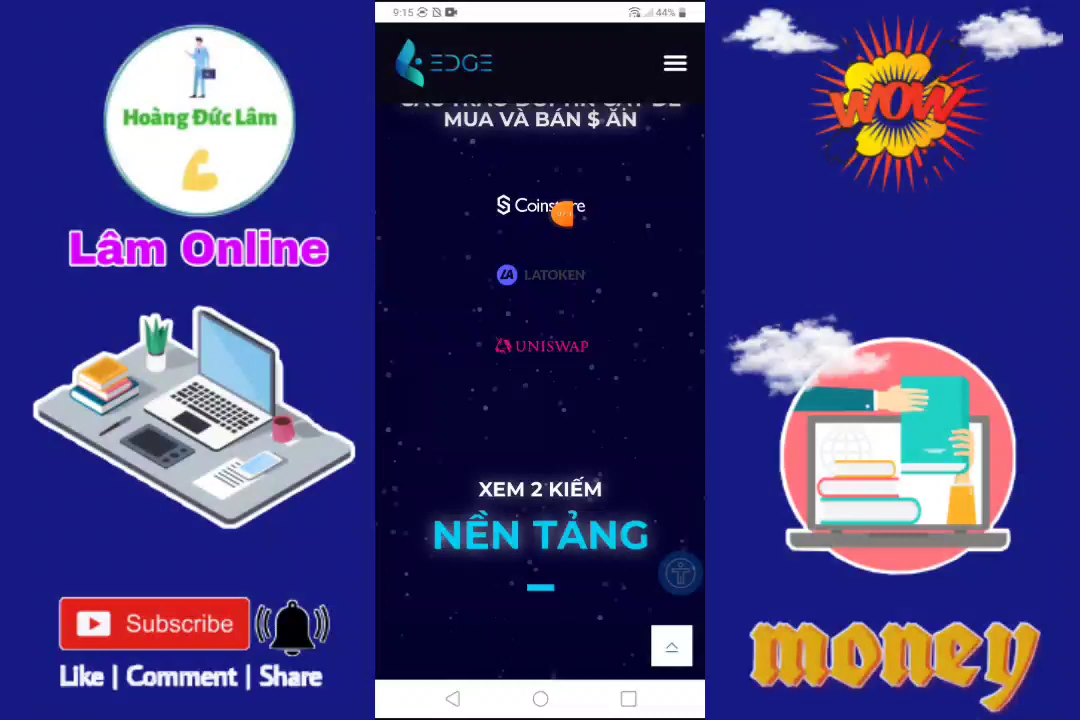 9:15
44%
EDGE
MUA VÀ BÁN $ ĂN
LATOKEN
UNISWAP
XEM 2 KIẾM
NỀN TẢNG
Hoàng Đức Lâm
Lâm Online
Subscribe
Like | Comment | Share
WOW
money